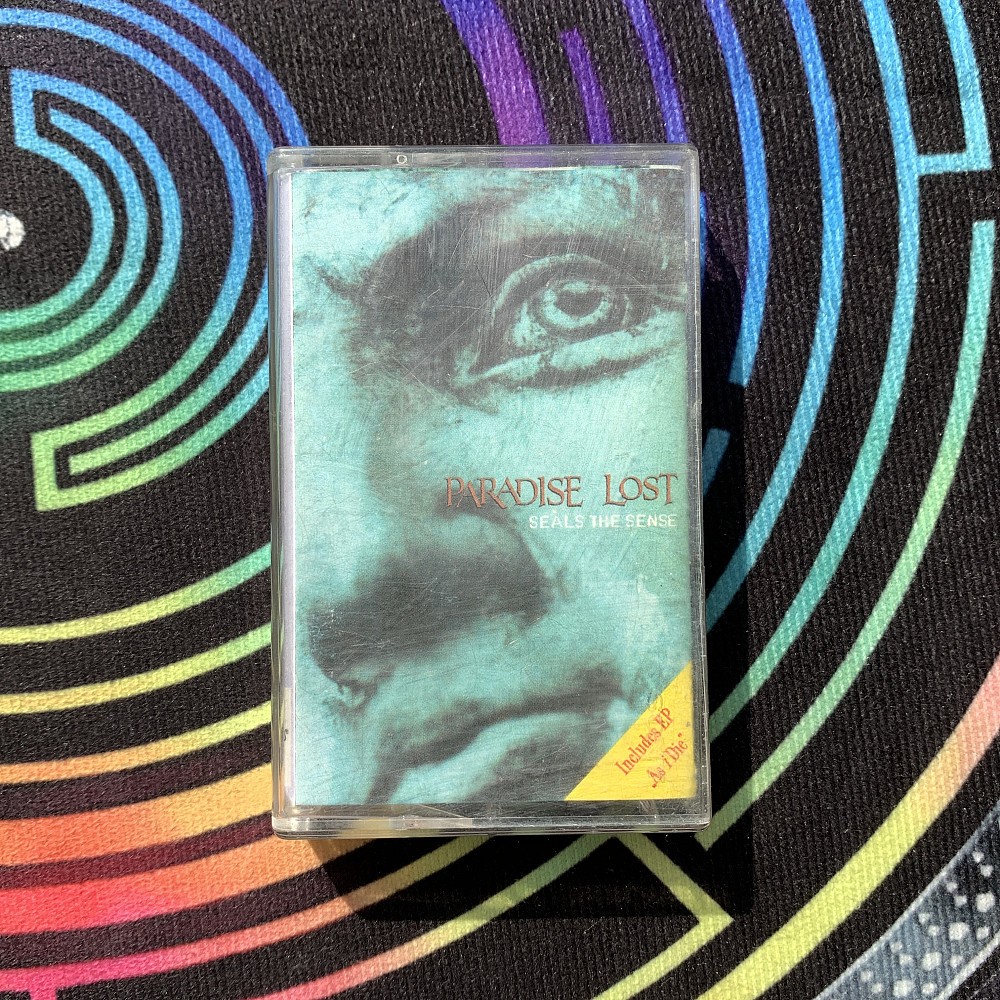 PARADISE LOST
SEALS THE SENSE
Includes EP
„As i Die"